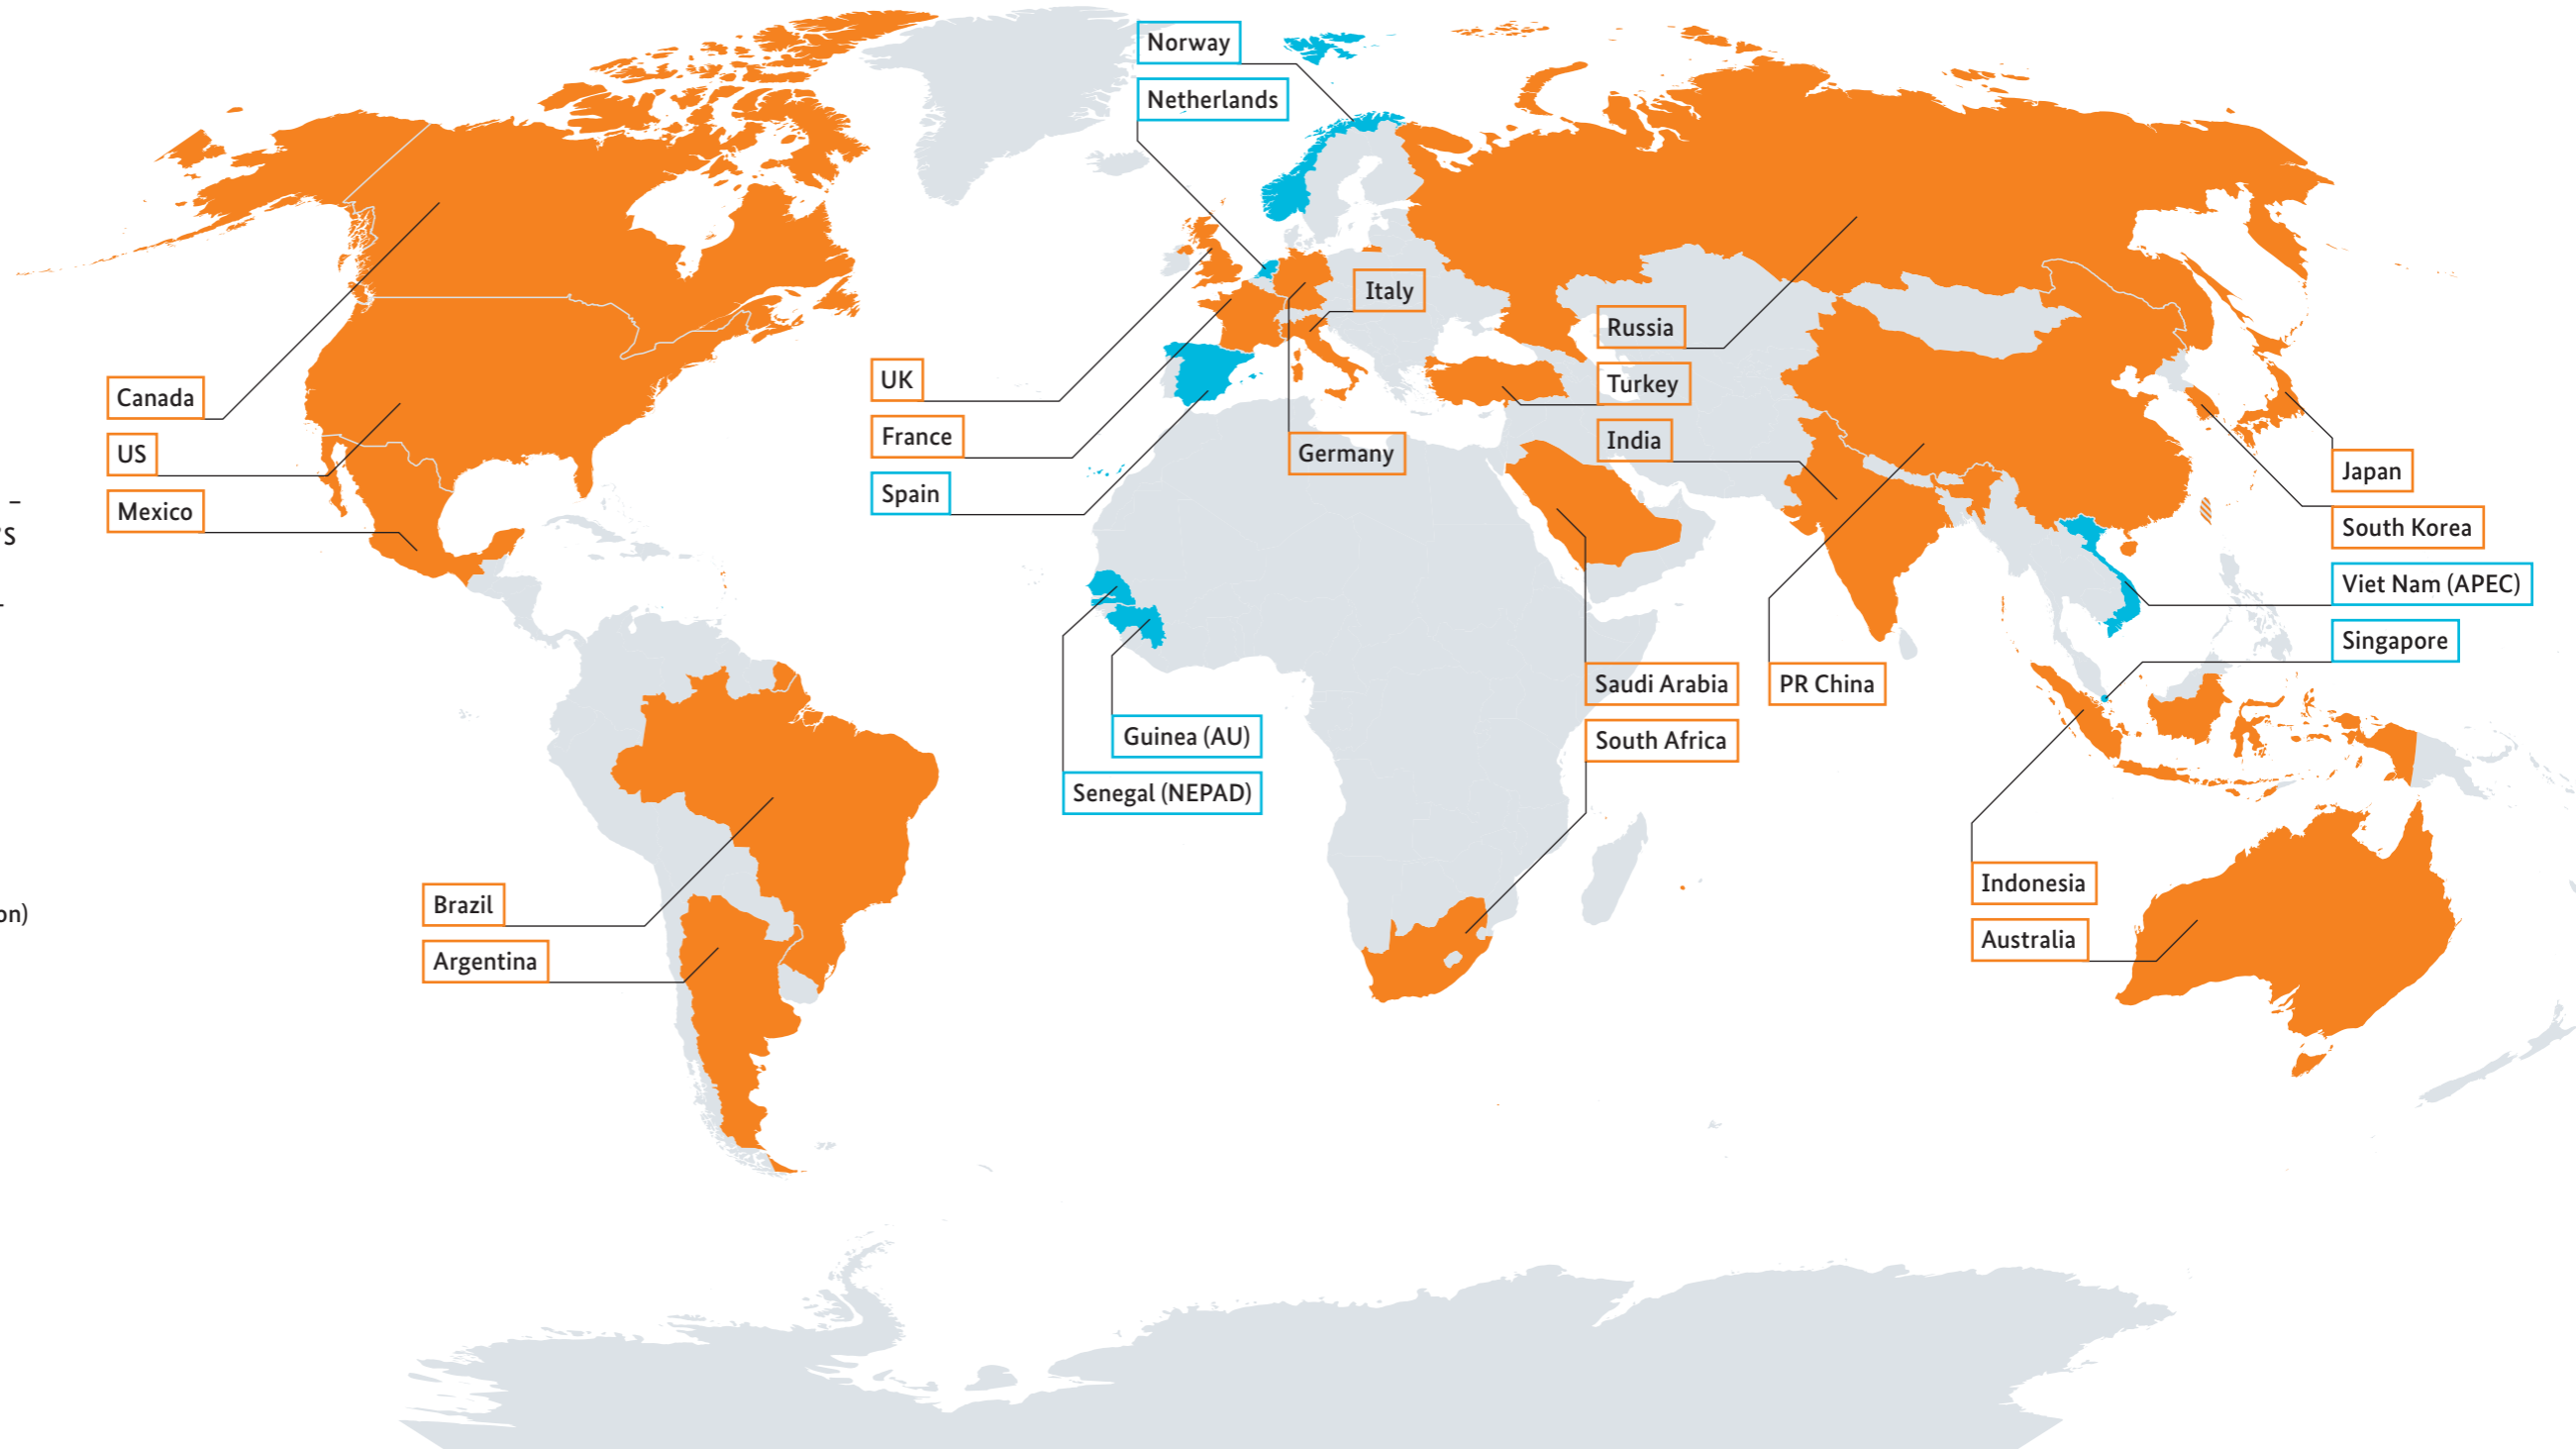 Norway
Netherlands
Italy
Russia
Canada
UK
Turkey
US
France
India
Germany
Japan
–
Mexico
Spain
's
South Korea
Viet Nam (APEC)
-
Singapore
Saudi Arabia
PR China
Guinea (AU)
South Africa
Senegal (NEPAD)
Indonesia
Brazil
on)
Australia
Argentina